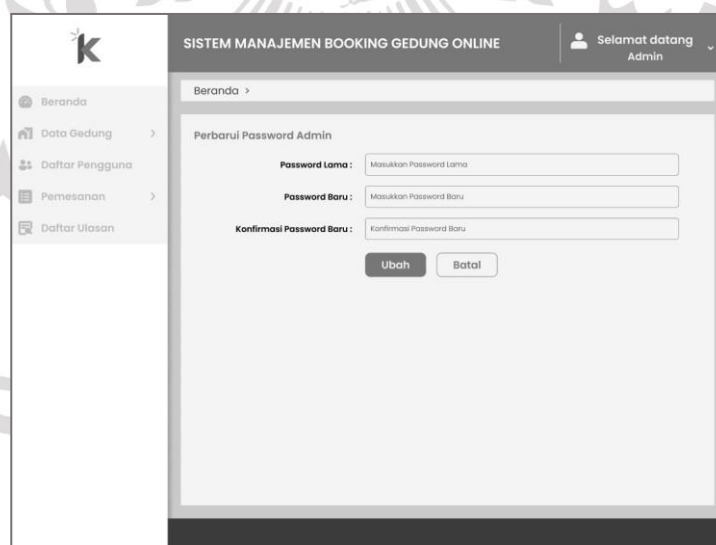 k
SISTEM MANAJEMEN BOOKING GEDUNG ONLINE
Selamat datang
Admin
Beranda
Data Gedung >
Daftar Pengguna
Pemesanan >
Daftar Ulasan
Beranda >
Perbarui Password Admin
Password Lama : Masukkan Password Lama
Password Baru : Masukkan Password Baru
Konfirmasi Password Baru : Konfirmasi Password Baru
Ubah Batal